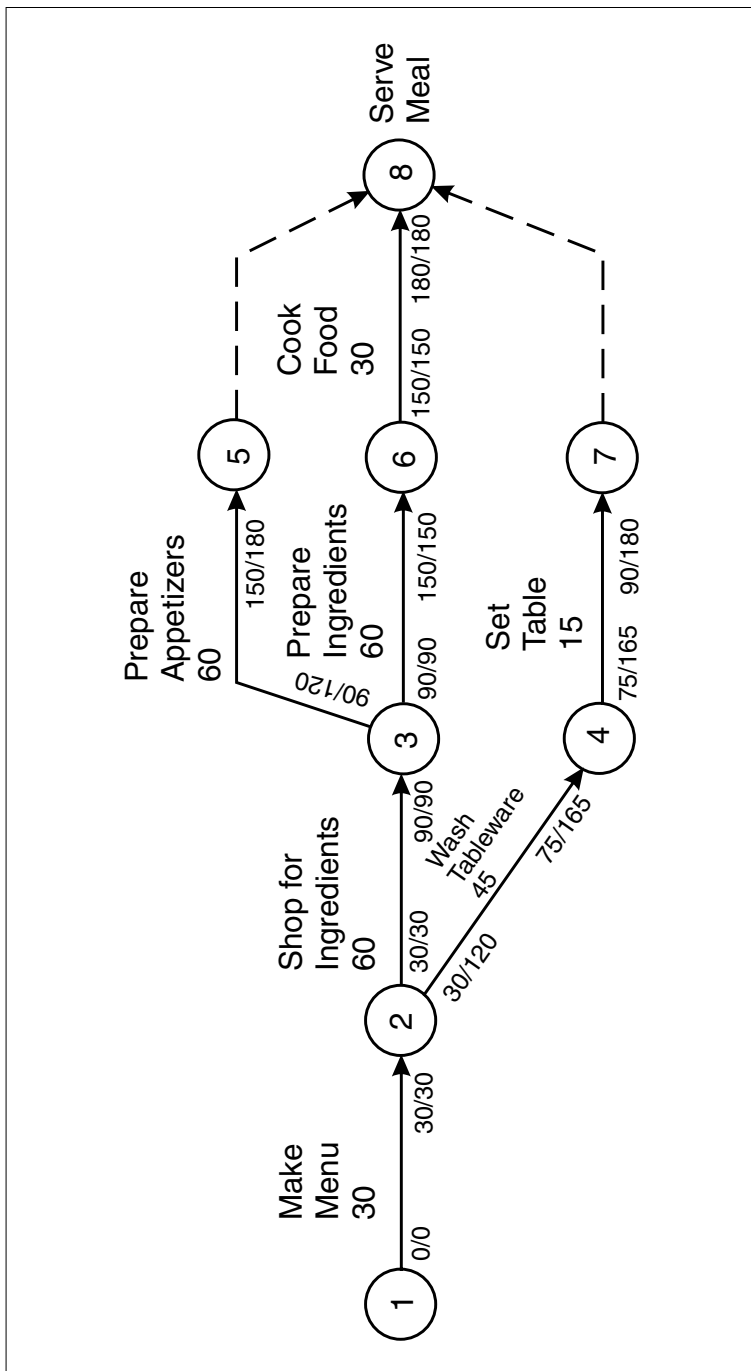 Make
Menu
30
0/0
30/30
1
2
Shop for
Ingredients
60
30/30
90/90
Wash
Tableware
45
30/120
75/165
3
4
Prepare
Appetizers
60
90/120
150/180
Prepare
Ingredients
60
90/90
150/150
Set
Table
15
75/165
90/180
5
6
7
Cook
Food
30
150/150
180/180
8
Serve
Meal